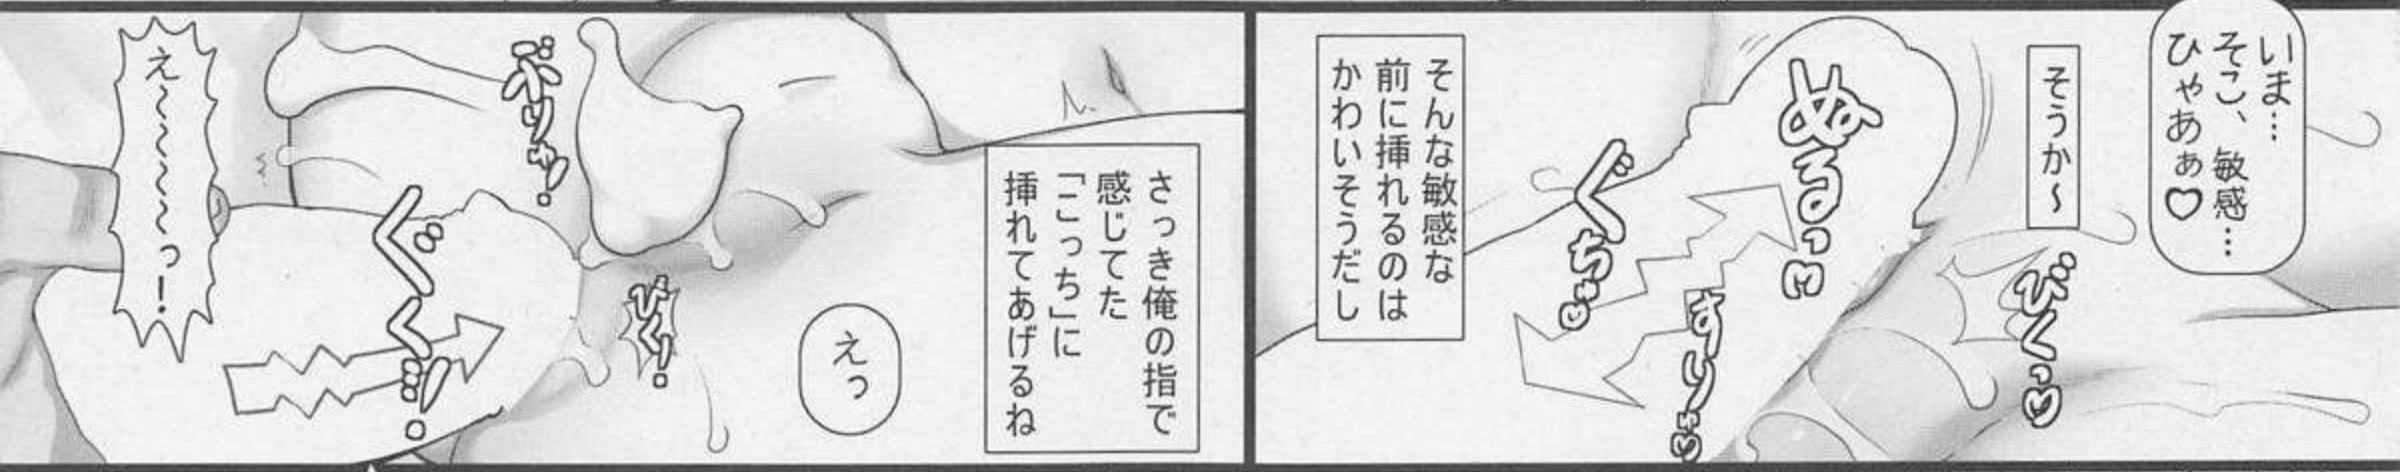 いま…
そこ、敏感…
ひゃあぁ♡
そうか～
びくっ♡
ぬるっ♡
すりゅ♡
ぐちゅ♡
そんな敏感な
前に挿れるのは
かわいそうだし
さっき俺の指で
感じてた
「こっち」に
挿れてあげるね
えっ
びく!
ぐぐ!
え～～～～っ!